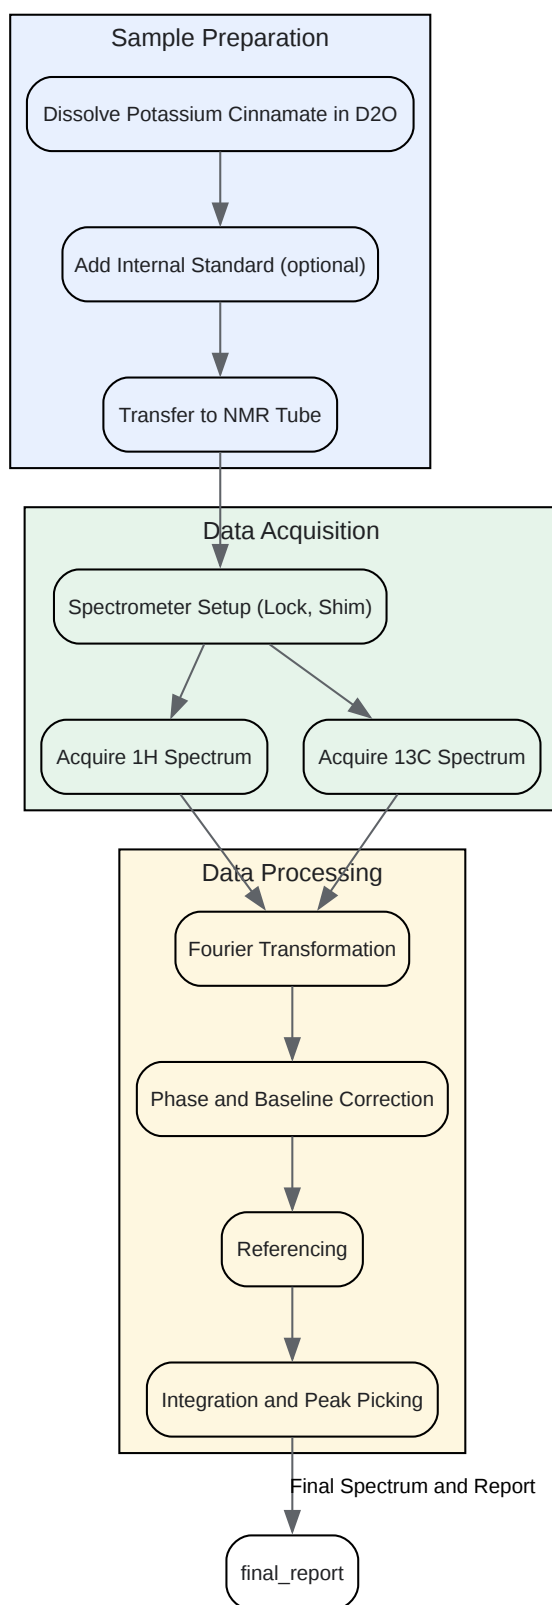 Sample Preparation
Dissolve Potassium Cinnamate in D2O
Add Internal Standard (optional)
Transfer to NMR Tube
Data Acquisition
Spectrometer Setup (Lock, Shim)
Acquire 1H Spectrum
Acquire 13C Spectrum
Data Processing
Fourier Transformation
Phase and Baseline Correction
Referencing
Integration and Peak Picking
Final Spectrum and Report
final_report